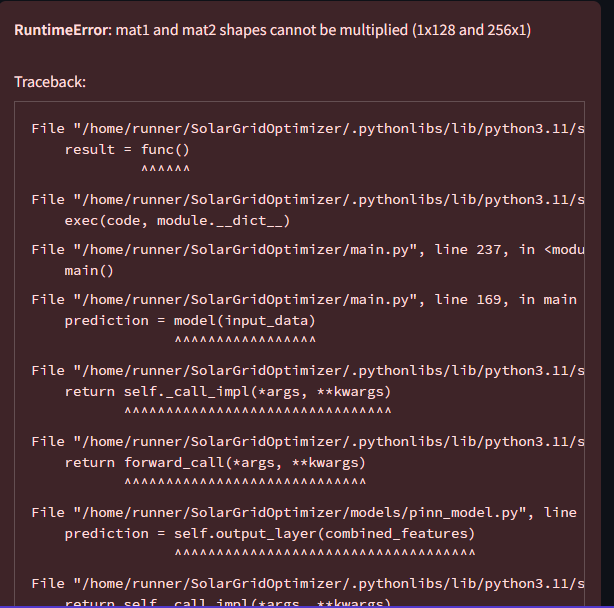 RuntimeError: mat1 and mat2 shapes cannot be multiplied (1x128 and 256x1)
Traceback:
File "/home/runner/SolarGridOptimizer/.pythonlibs/lib/python3.11/s
result = func()
^^^^^^
File "/home/runner/SolarGridOptimizer/.pythonlibs/lib/python3.11/s
exec(code, module.__dict__)
File "/home/runner/SolarGridOptimizer/main.py", line 237, in <modu
main()
File "/home/runner/SolarGridOptimizer/main.py", line 169, in main
prediction = model(input_data)
^^^^^^^^^^^^^^^^^
File "/home/runner/SolarGridOptimizer/.pythonlibs/lib/python3.11/s
return self._call_impl(*args, **kwargs)
^^^^^^^^^^^^^^^^^^^^^^^^^^^^^^^^
File "/home/runner/SolarGridOptimizer/.pythonlibs/lib/python3.11/s
return forward_call(*args, **kwargs)
^^^^^^^^^^^^^^^^^^^^^^^^^^^^^
File "/home/runner/SolarGridOptimizer/models/pinn_model.py", line
prediction = self.output_layer(combined_features)
^^^^^^^^^^^^^^^^^^^^^^^^^^^^^^^^^^^^
File "/home/runner/SolarGridOptimizer/.pythonlibs/lib/python3.11/s
return self._call_impl(*args, **kwargs)